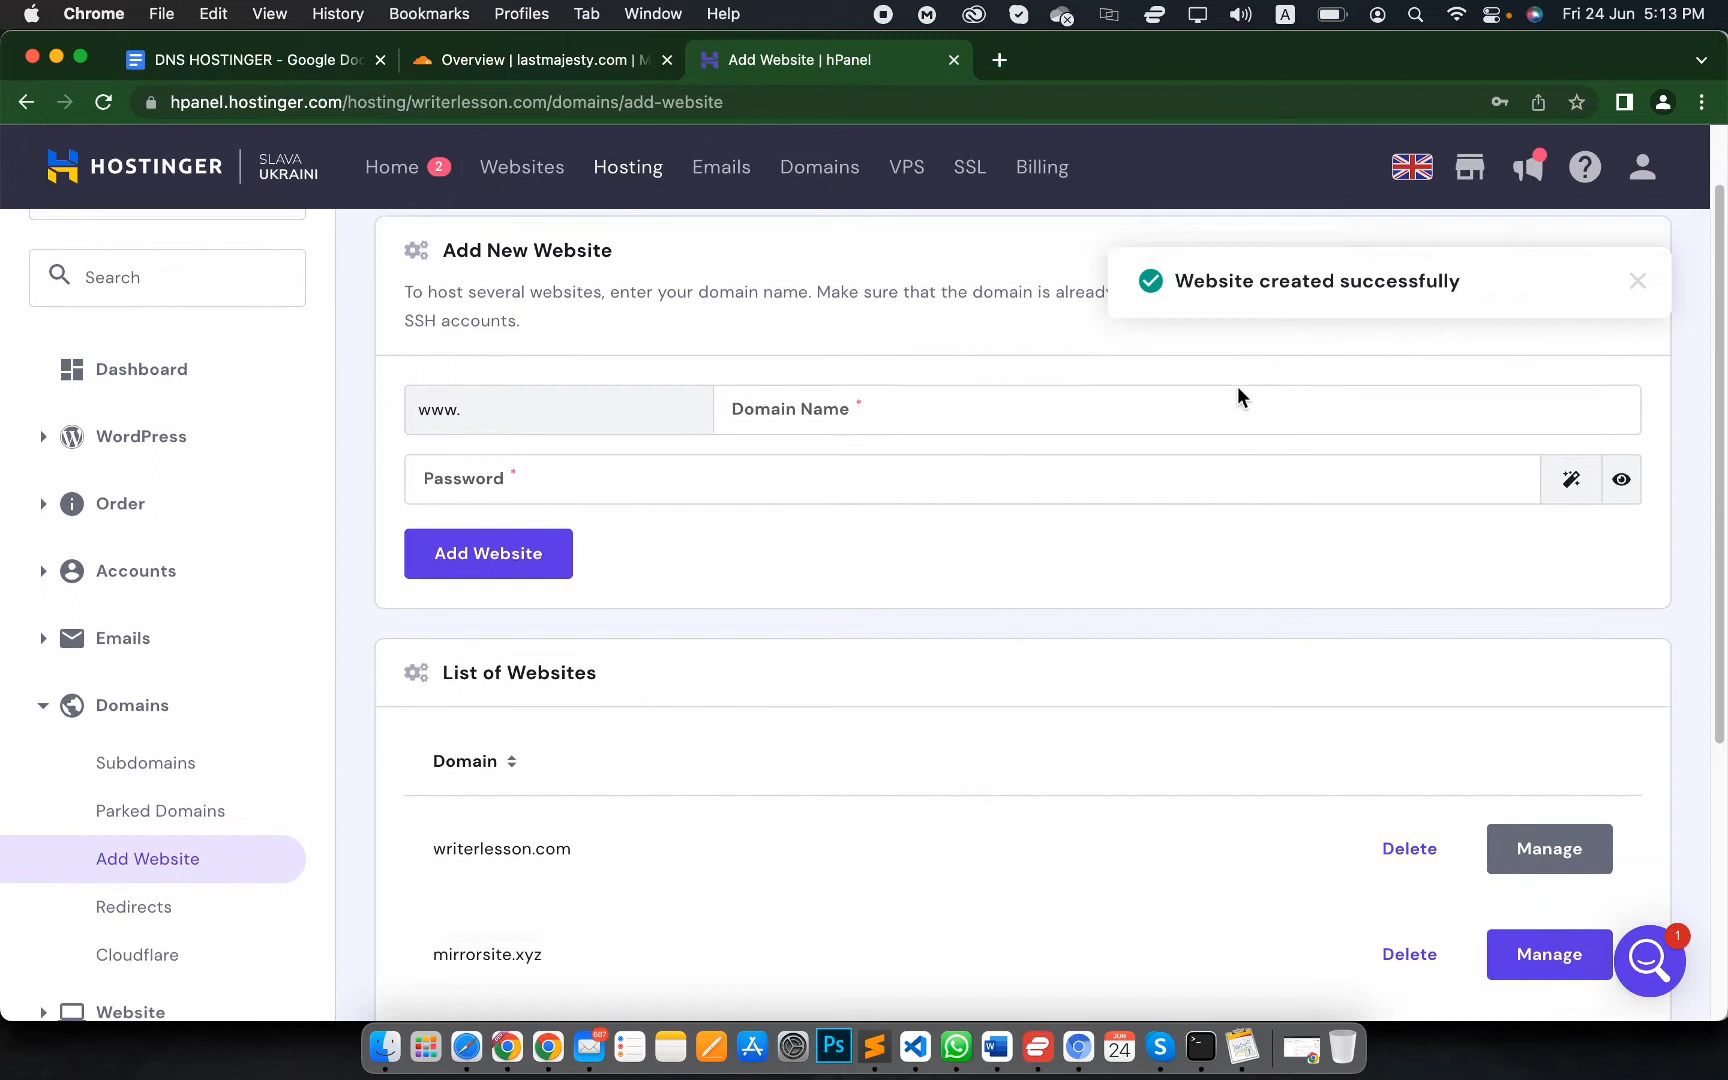 Chrome File Edit View History Bookmarks Profiles Tab Window Help A Fri 24 Jun 5:13 PM
DNS HOSTINGER - Google Doc Overview | lastmajesty.com | M Add Website | hPanel
hpanel.hostinger.com/hosting/writerlesson.com/domains/add-website
HOSTINGER SLAVA UKRAINI Home 2 Websites Hosting Emails Domains VPS SSL Billing
Search
Add New Website
Website created successfully
To host several websites, enter your domain name. Make sure that the domain is already
SSH accounts.
Dashboard
www. Domain Name *
WordPress
Password *
Order
Add Website
Accounts
Emails
List of Websites
Domains
Domain
Subdomains
Parked Domains
writerlesson.com Delete Manage
Add Website
Redirects
mirrorsite.xyz Delete Manage
1
Cloudflare
Website
687
Ps
JUN
24
S